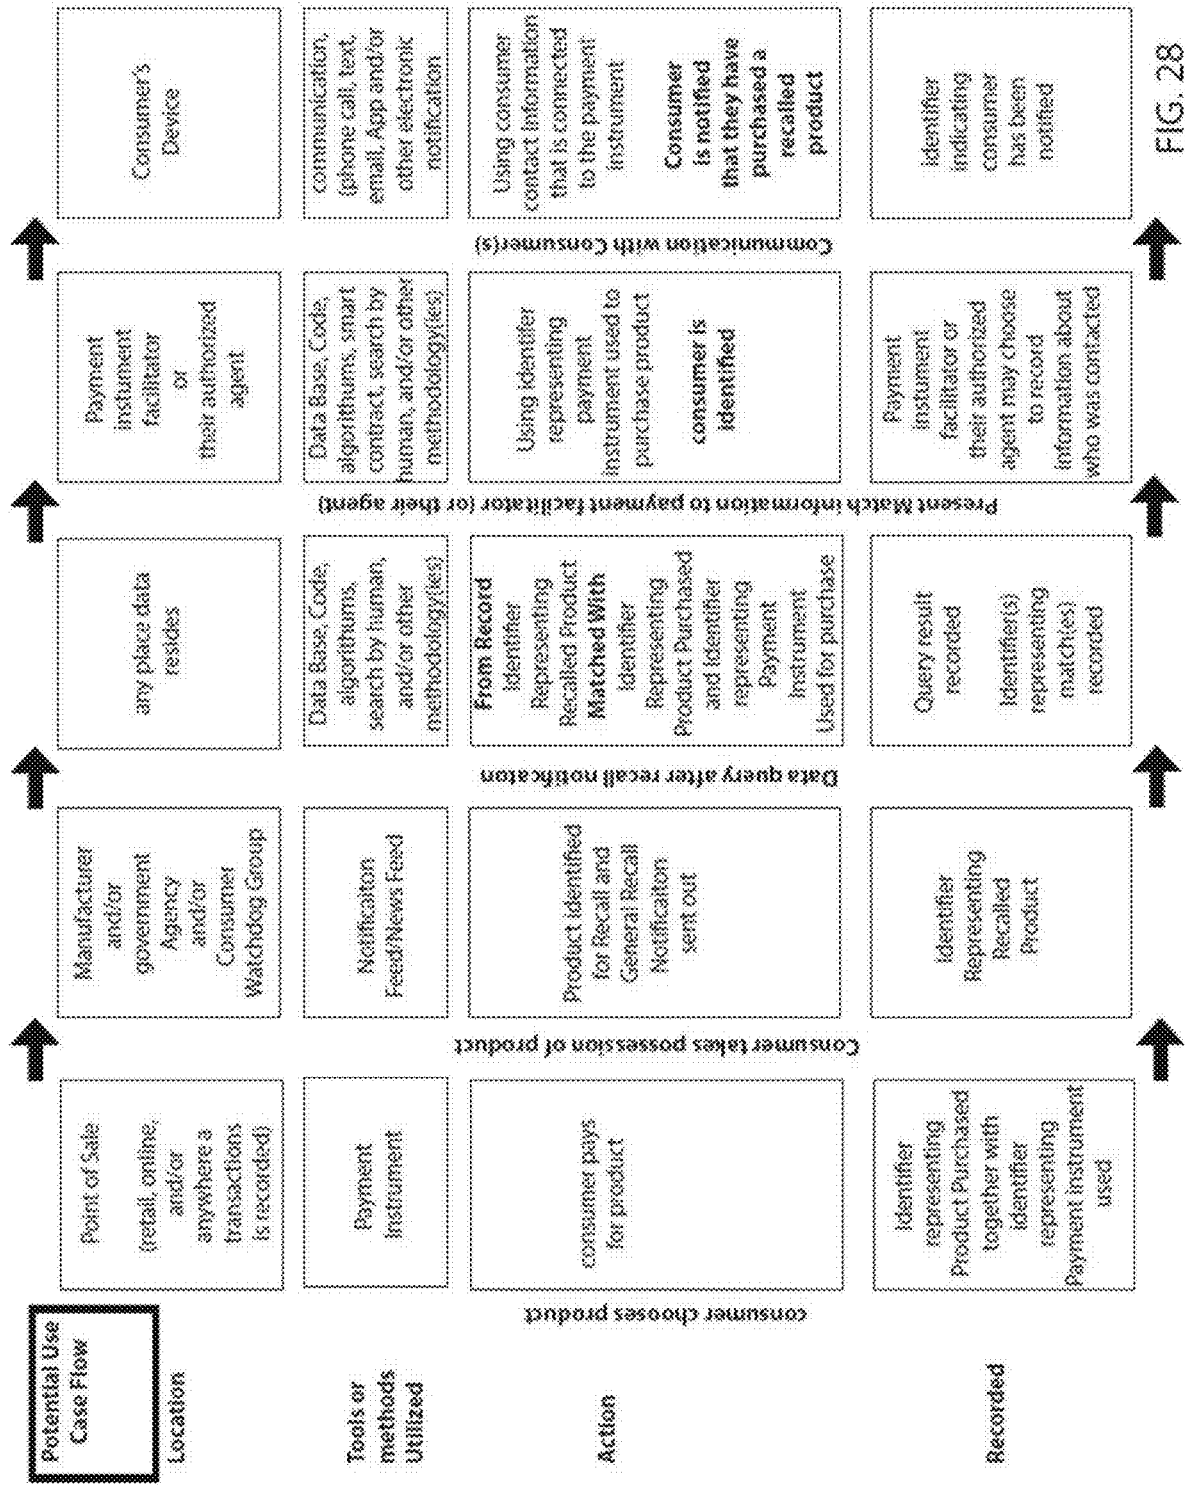 Potential Use
Case Flow
Location
Tools or
methods
Utilized
Action
Recorded
consumer chooses product
Point of Sale
(retail, online,
and/or
anywhere a
transactions
is recorded)
Payment
Instrument
consumer pays
for product
Identifier
representing
Product Purchased
together with
identifier
representing
Payment instrument
used
Consumer takes possession of product
Manufacturer
and/or
government
Agency
and/or
Consumer
Watchdog Group
Notificaiton
Feed/News Feed
Product identified
for Recall and
General Recall
Notificaiton
sent out
Identifier
Representing
Recalled
Product
Data query after recall notificaton
any place data
resides
Data Base, Code,
algorithums,
search by human,
and/or other
methodology(ies)
From Record
Identifier
Representing
Recalled Product
Matched With
Identifier
Representing
Product Purchased
and Identifier
representing
Payment
Instrument
Used for purchase
Query result
recorded
Identifier(s)
representing
match(es)
recorded
Present Match information to payment facilitator (or their agent)
Payment
instument
facilitator
or
their authorized
agent
Data Base, Code,
algorithums, smart
contract, search by
human, and/or other
methodology(ies)
Using identifer
representing
payment
instrument used to
purchase product
consumer is
identified
Payment
instument
facilitator or
their authorized
agent may choose
to record
information about
who was contacted
Communication with Consumer(s)
Consumer's
Device
communication,
(phone call, text,
email, App and/or
other electronic
notification
Using consumer
contact Information
that is connected
to the payment
instrument
Consumer
is notified
that they have
purchased a
recalled
product
identifier
indicating
consumer
has been
notified
FIG. 28